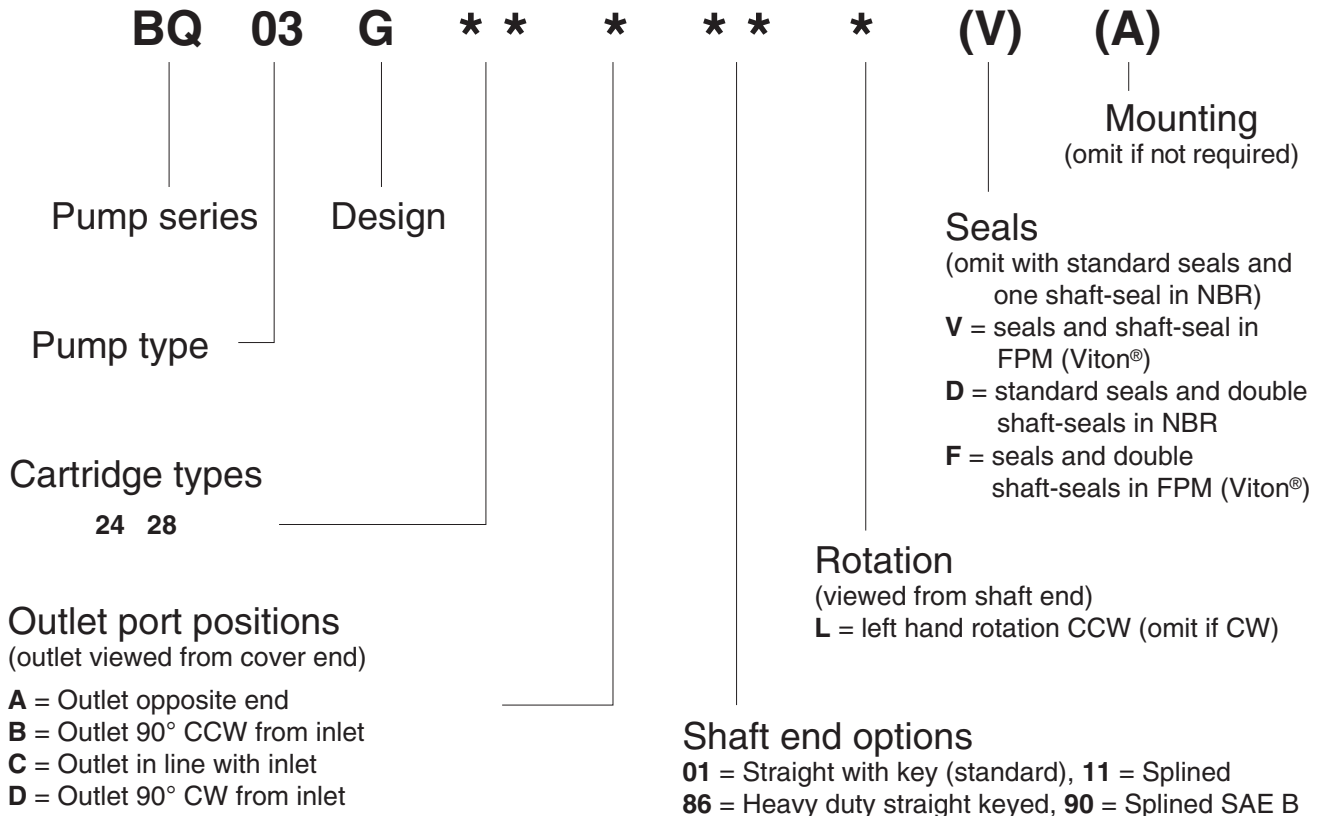 BQ 03 G * * * * * * (V) (A)
Mounting
(omit if not required)
Pump series
Design
Seals
(omit with standard seals and
one shaft-seal in NBR)
V = seals and shaft-seal in
FPM (Viton®)
D = standard seals and double
shaft-seals in NBR
F = seals and double
shaft-seals in FPM (Viton®)
Pump type
Cartridge types
24 28
Rotation
(viewed from shaft end)
L = left hand rotation CCW (omit if CW)
Outlet port positions
(outlet viewed from cover end)
A = Outlet opposite end
B = Outlet 90° CCW from inlet
C = Outlet in line with inlet
D = Outlet 90° CW from inlet
Shaft end options
01 = Straight with key (standard), 11 = Splined
86 = Heavy duty straight keyed, 90 = Splined SAE B